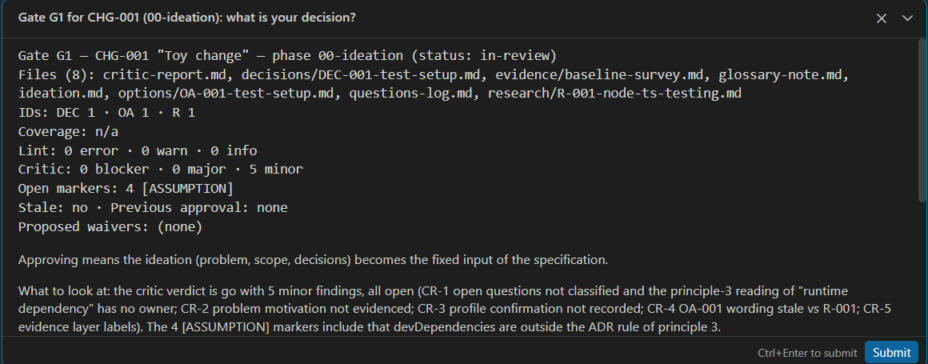 Gate G1 for CHG-001 (00-ideation): what is your decision?
Gate G1 — CHG-001 "Toy change" — phase 00-ideation (status: in-review)
Files (8): critic-report.md, decisions/DEC-001-test-setup.md, evidence/baseline-survey.md, glossary-note.md,
ideation.md, options/OA-001-test-setup.md, questions-log.md, research/R-001-node-ts-testing.md
IDs: DEC 1 · OA 1 · R 1
Coverage: n/a
Lint: 0 error · 0 warn · 0 info
Critic: 0 blocker · 0 major · 5 minor
Open markers: 4 [ASSUMPTION]
Stale: no · Previous approval: none
Proposed waivers: (none)
Approving means the ideation (problem, scope, decisions) becomes the fixed input of the specification.
What to look at: the critic verdict is go with 5 minor findings, all open (CR-1 open questions not classified and the principle-3 reading of "runtime
dependency" has no owner; CR-2 problem motivation not evidenced; CR-3 profile confirmation not recorded; CR-4 OA-001 wording stale vs R-001; CR-5
evidence layer labels). The 4 [ASSUMPTION] markers include that devDependencies are outside the ADR rule of principle 3.
Ctrl+Enter to submit Submit